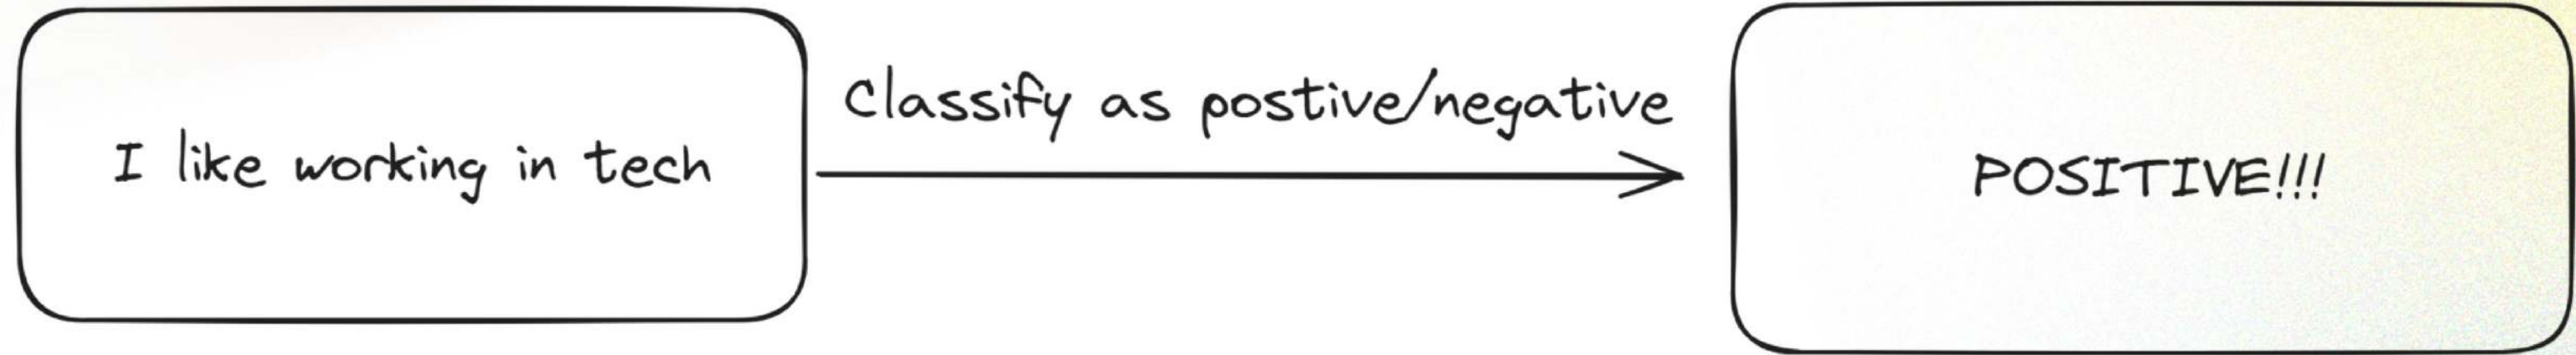 I like working in tech
Classify as postive/negative
POSITIVE!!!